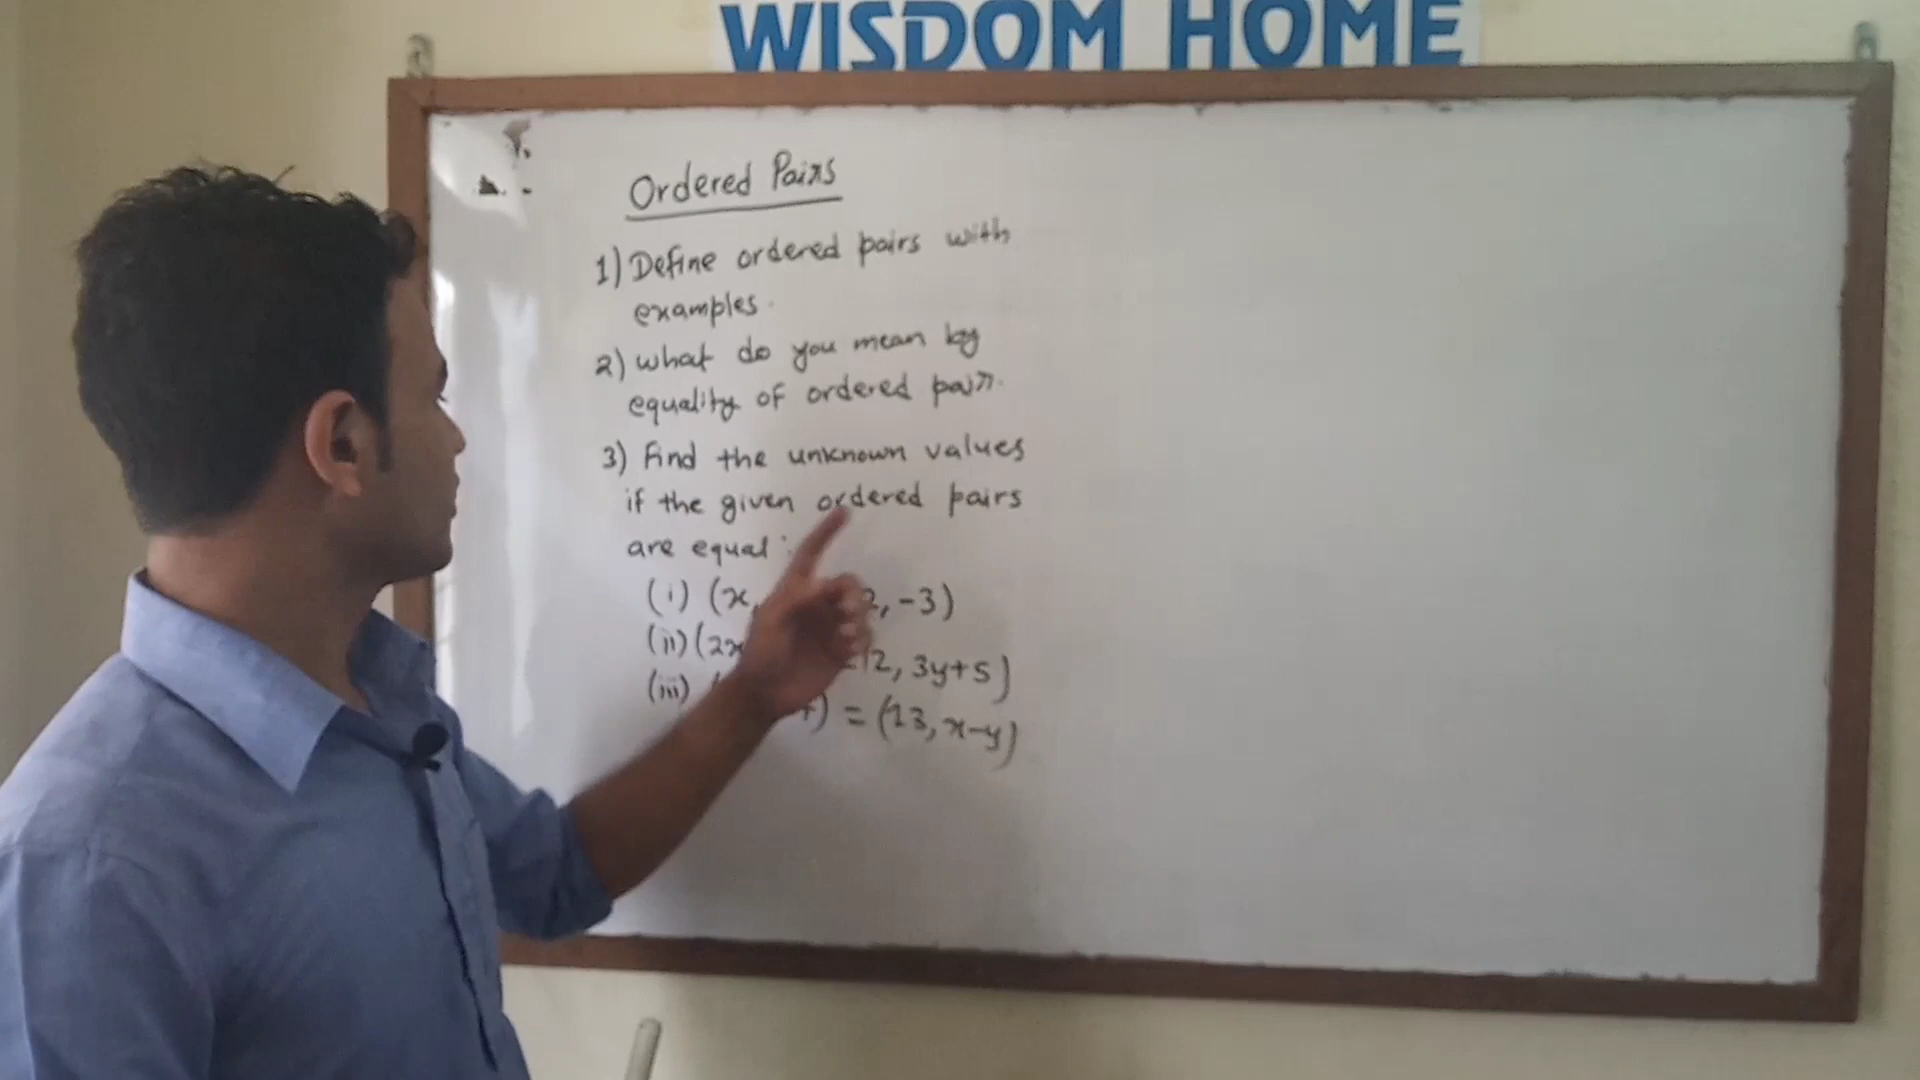 WISDOM HOME
Ordered Pairs
1) Define ordered pairs with
examples.
2) what do you mean by
equality of ordered pair.
3) Find the unknown values
if the given ordered pairs
are equal :
(i) (x, 2, -3)
(ii) (2x 12, 3y+5)
(iii) ) = (13, x-y)